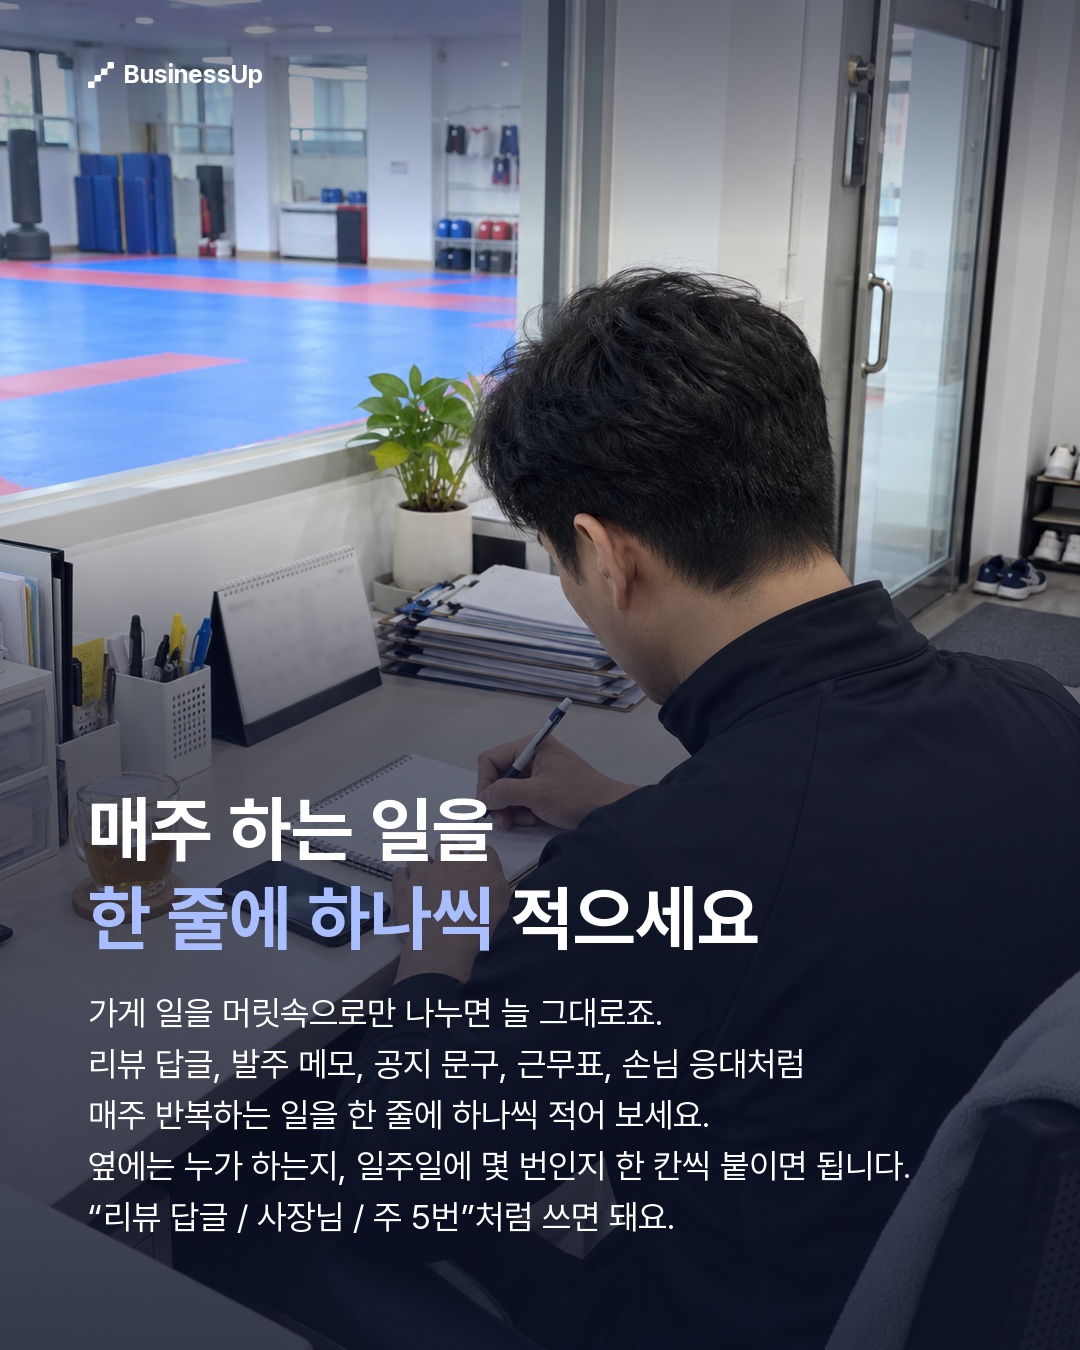 BusinessUp
매주 하는 일을
한 줄에 하나씩 적으세요
가게 일을 머릿속으로만 나누면 늘 그대로죠.
리뷰 답글, 발주 메모, 공지 문구, 근무표, 손님 응대처럼
매주 반복하는 일을 한 줄에 하나씩 적어 보세요.
옆에는 누가 하는지, 일주일에 몇 번인지 한 칸씩 붙이면 됩니다.
“리뷰 답글 / 사장님 / 주 5번”처럼 쓰면 돼요.